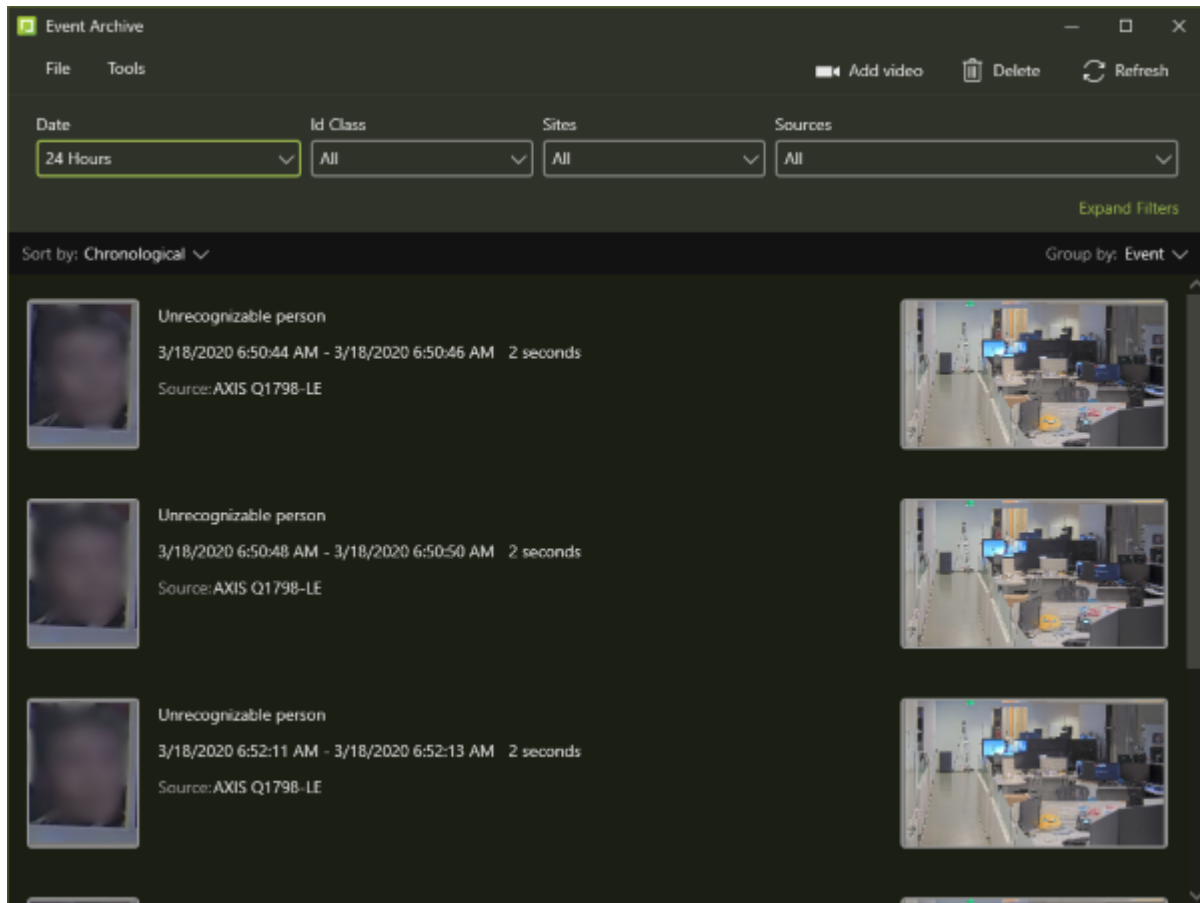 Event Archive
File Tools Add video Delete Refresh
Date Id Class Sites Sources
24 Hours All All All
Expand Filters
Sort by: Chronological Group by: Event
Unrecognizable person
3/18/2020 6:50:44 AM - 3/18/2020 6:50:46 AM 2 seconds
Source: AXIS Q1798-LE
Unrecognizable person
3/18/2020 6:50:48 AM - 3/18/2020 6:50:50 AM 2 seconds
Source: AXIS Q1798-LE
Unrecognizable person
3/18/2020 6:52:11 AM - 3/18/2020 6:52:13 AM 2 seconds
Source: AXIS Q1798-LE